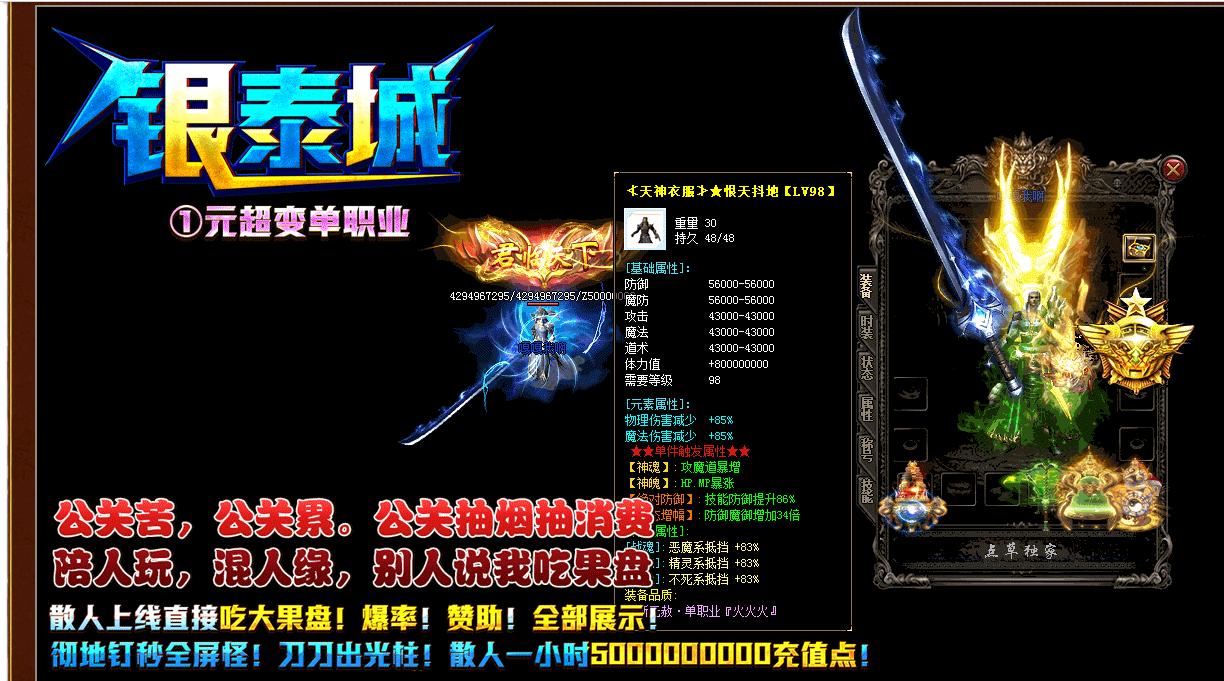 银泰城
①元超变单职业
君临天下
4294967295/4294967295/Z50000
≮天神衣服≯★恨天抖地【LV98】
重量 30
持久 48/48
[基础属性]:
防御 56000-56000
魔防 56000-56000
攻击 43000-43000
魔法 43000-43000
道术 43000-43000
体力值 +800000000
需要等级 98
[元素属性]:
物理伤害减少 +85%
魔法伤害减少 +85%
★★单件触发属性★★
【神魂】:攻魔道暴增
【神魄】:HP.MP暴涨
绝对防御】:技能防御提升86%
增幅】:防御魔御增加34倍
属性]:
[战魂]:恶魔系抵挡 +83%
]:精灵系抵挡 +83%
]:不死系抵挡 +83%
装备品质:
·单职业『火火火』
装备
时装
状态
属性
称号
技能
点草独家
公关苦，公关累。公关抽烟抽消费
陪人玩，混人缘，别人说我吃果盘
散人上线直接吃大果盘！爆率！赞助！全部展示！
彻地钉秒全屏怪！刀刀出光柱！散人一小时5000000000充值点！